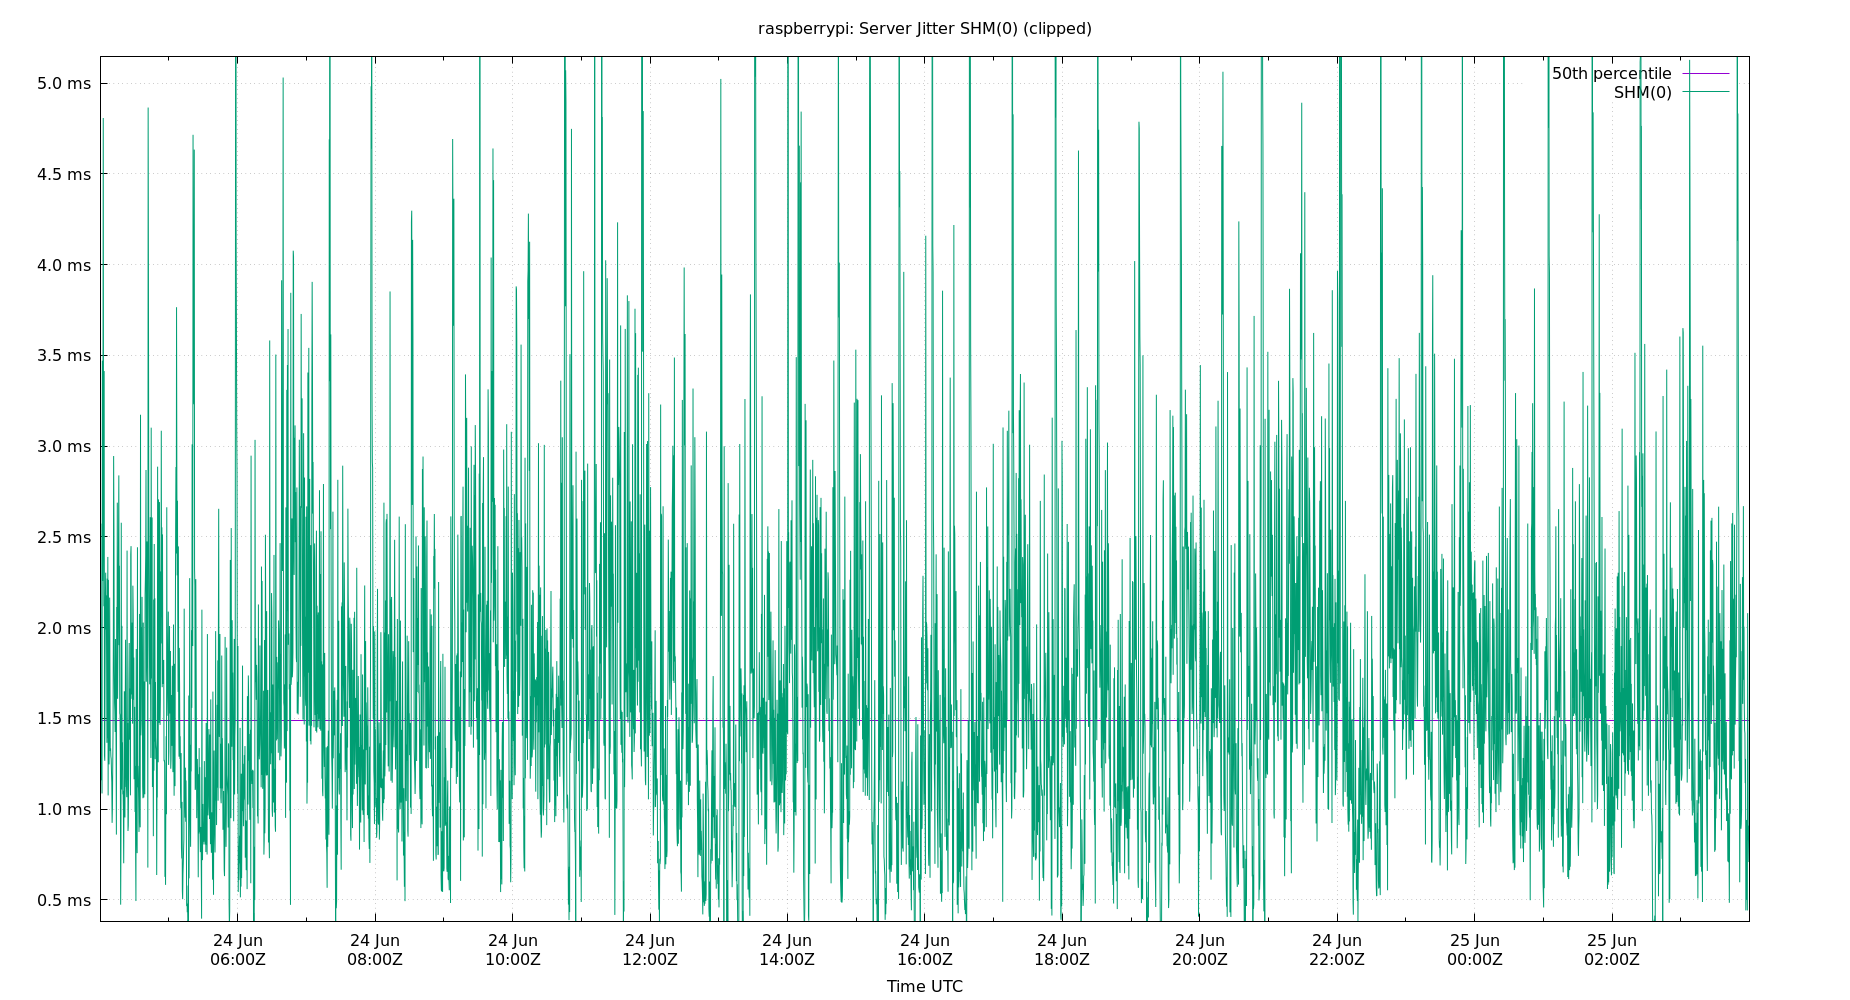 raspberrypi: Server Jitter SHM(0) (clipped)
5.0 ms
4.5 ms
4.0 ms
3.5 ms
3.0 ms
2.5 ms
2.0 ms
1.5 ms
1.0 ms
0.5 ms
50th percentile
SHM(0)
24 Jun
06:00Z
24 Jun
08:00Z
24 Jun
10:00Z
24 Jun
12:00Z
24 Jun
14:00Z
24 Jun
16:00Z
24 Jun
18:00Z
24 Jun
20:00Z
24 Jun
22:00Z
25 Jun
00:00Z
25 Jun
02:00Z
Time UTC